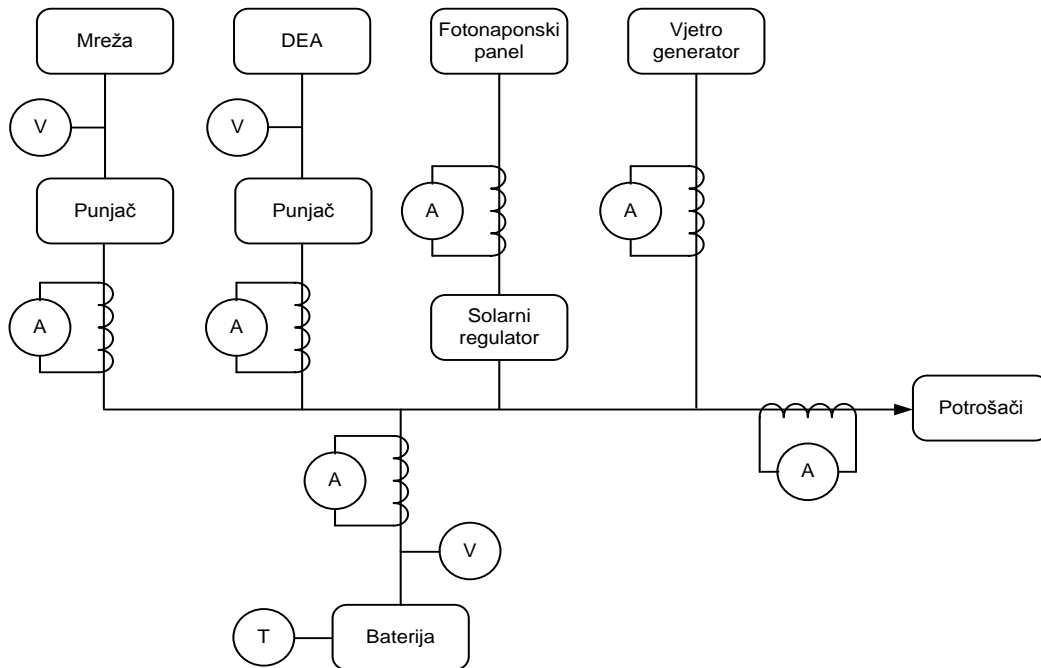 Mreža
DEA
Fotonaponski
panel
Vjetro
generator
V
V
Punjač
Punjač
A
A
A
A
Solarni
regulator
Potrošači
A
A
V
T
Baterija